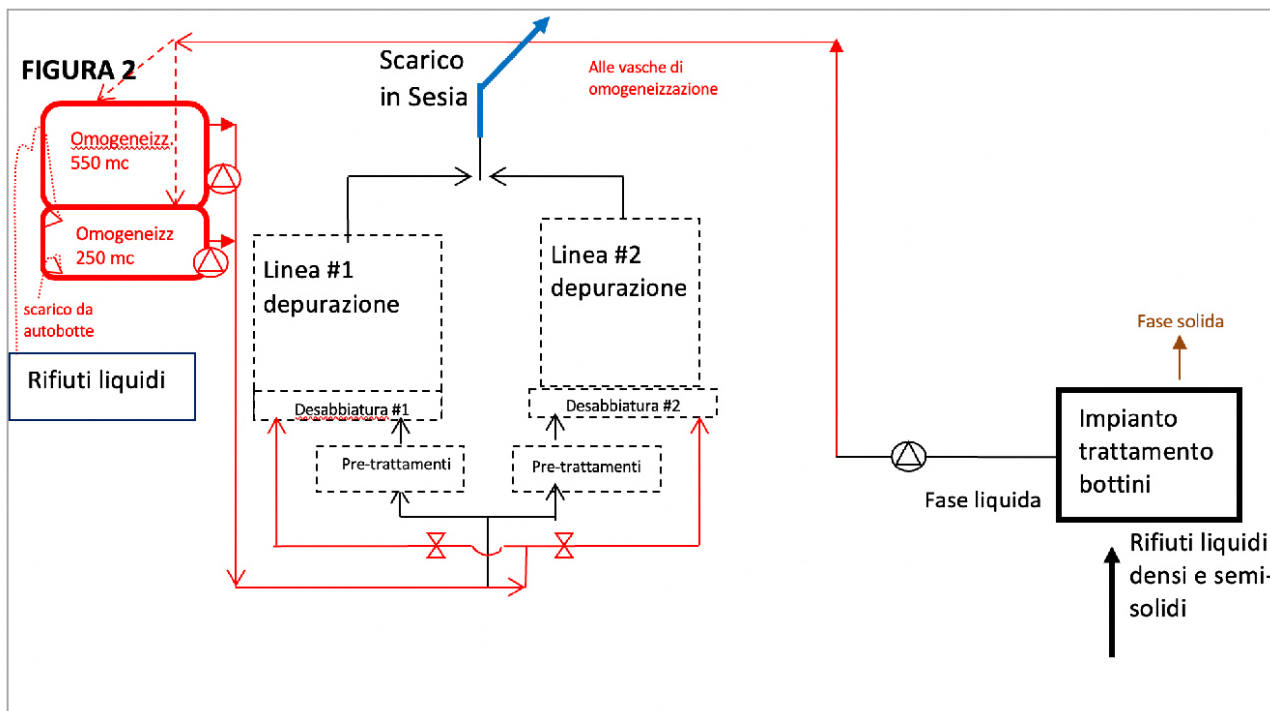 FIGURA 2
Scarico
in Sesia
Alle vasche di
omogeneizzazione
Omogeneizz.
550 mc
Omogeneizz
250 mc
scarico da
autobotte
Rifiuti liquidi
Linea #1
depurazione
Linea #2
depurazione
Desabbiatura #1
Desabbiatura #2
Pre-trattamenti
Pre-trattamenti
Fase solida
Impianto
trattamento
bottini
Fase liquida
Rifiuti liquidi
densi e semi-
solidi